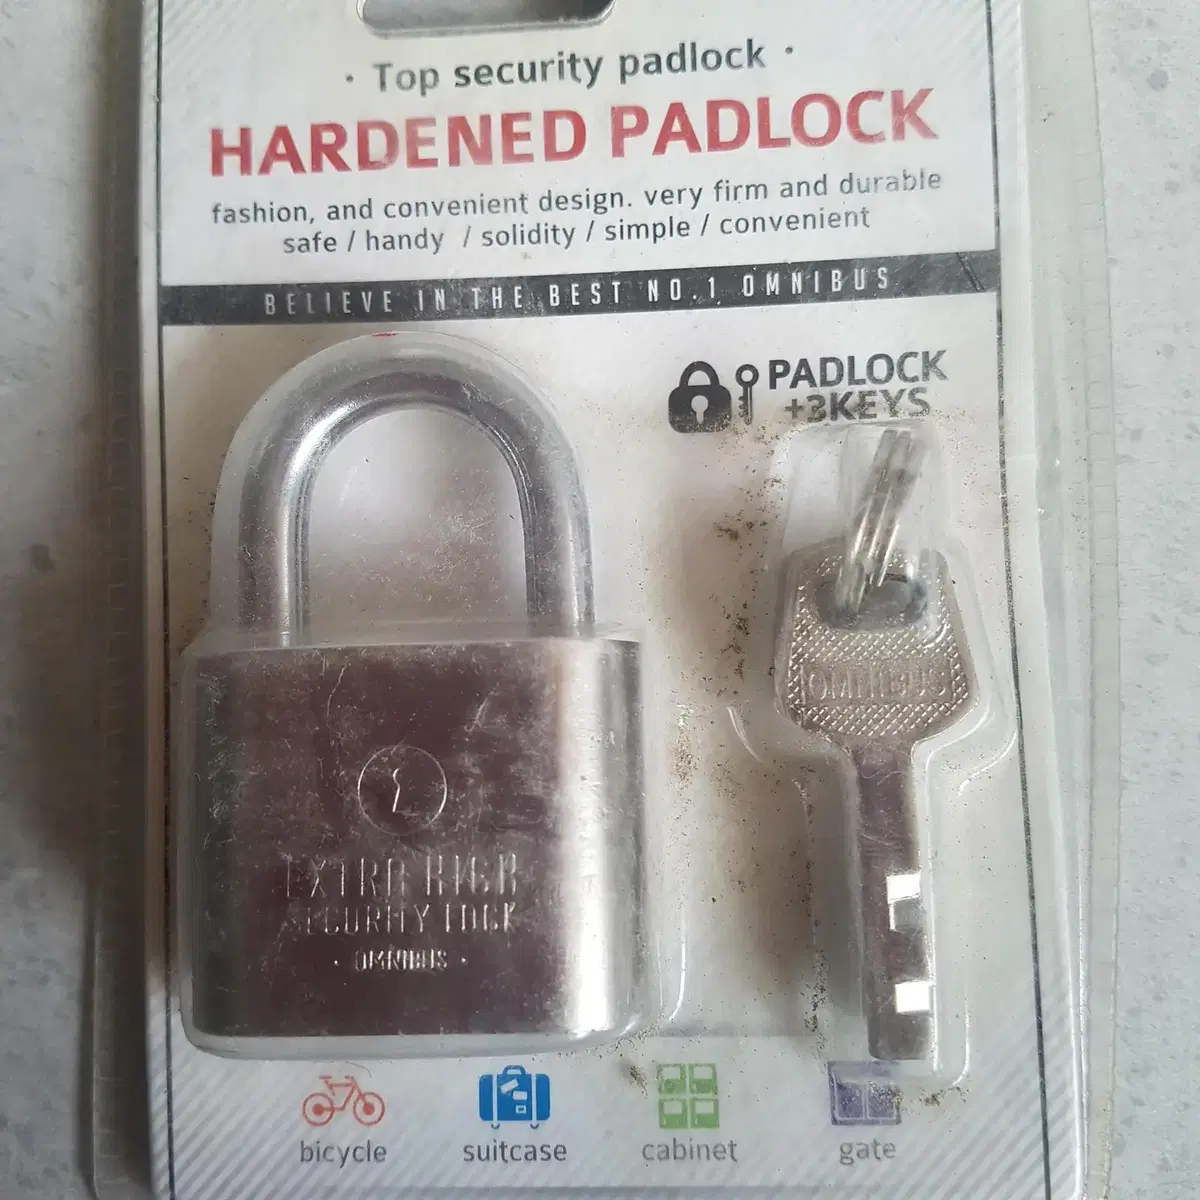 · Top security padlock ·
HARDENED PADLOCK
fashion, and convenient design. very firm and durable
safe / handy / solidity / simple / convenient
BELIEVE IN THE BEST NO.1 OMNIBUS
PADLOCK
+3KEYS
OMNIBUS
EXTRA HIGH
SECURITY LOCK
· OMNIBUS ·
bicycle
suitcase
cabinet
gate